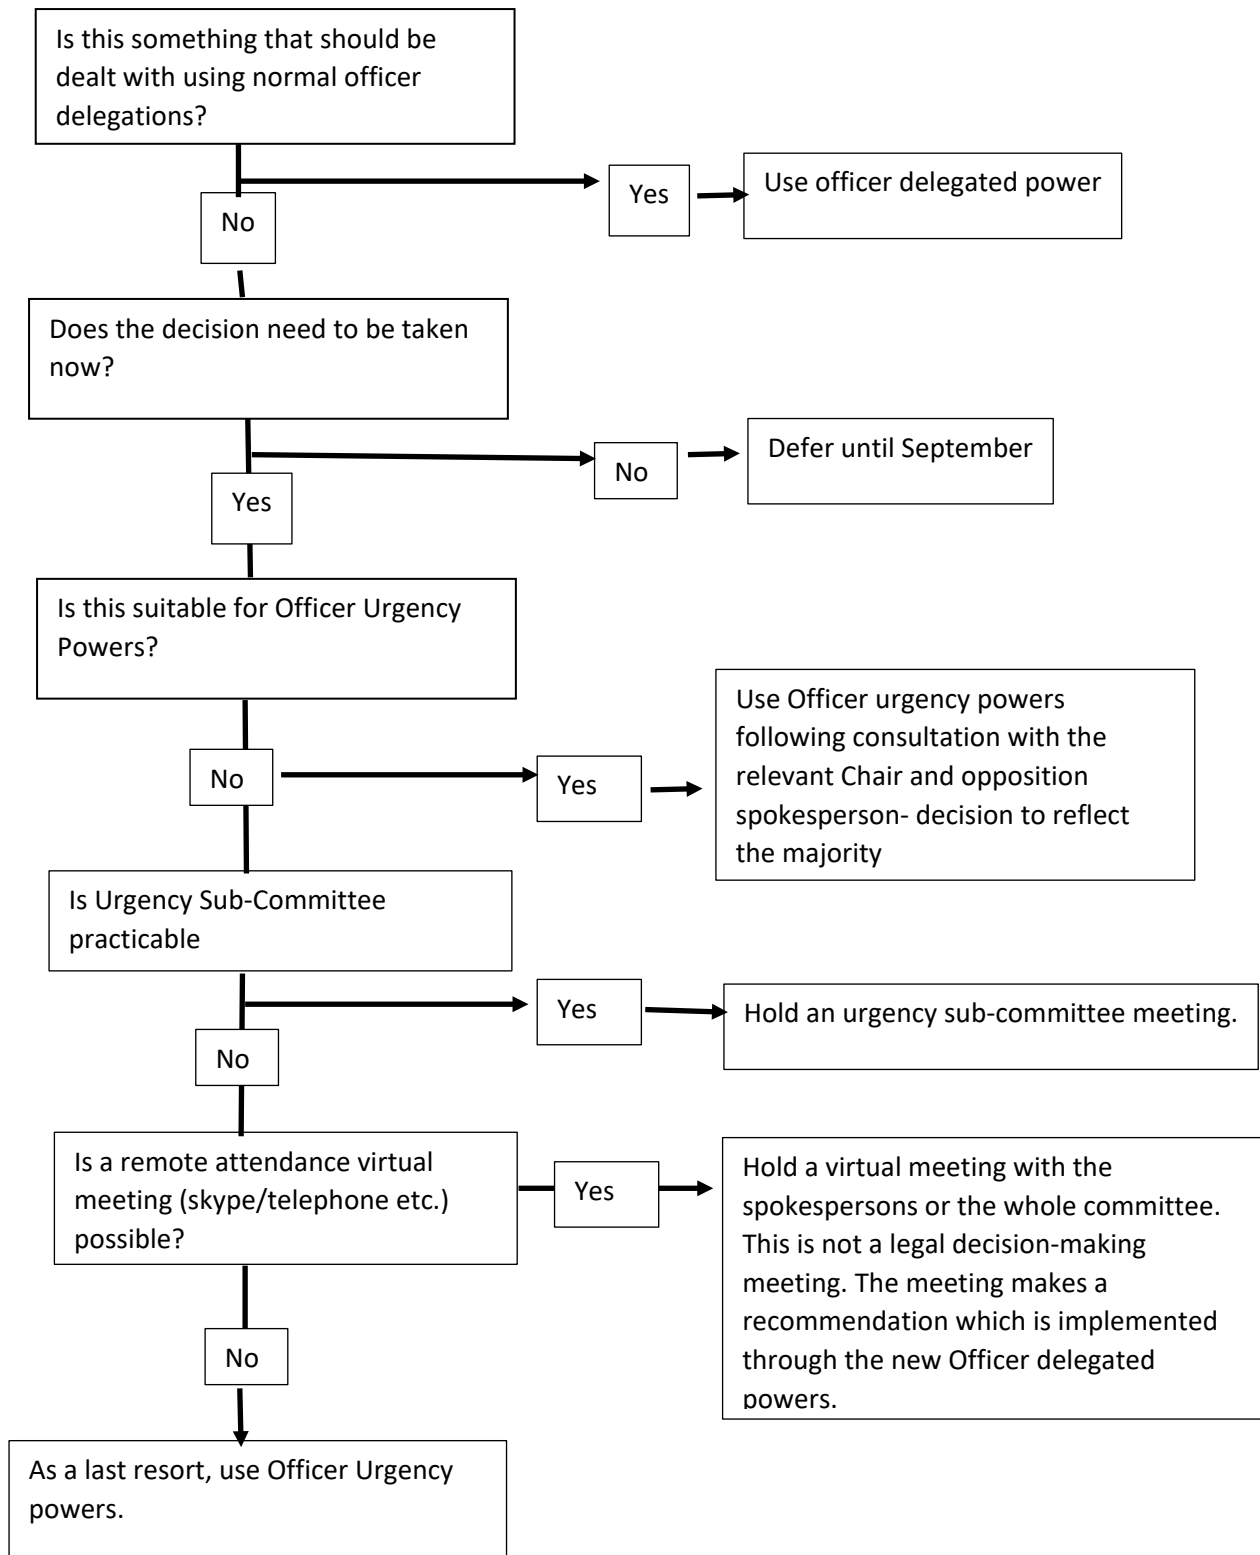 Is this something that should be
dealt with using normal officer
delegations?
Yes
Use officer delegated power
No
Does the decision need to be taken
now?
No
Defer until September
Yes
Is this suitable for Officer Urgency
Powers?
No
Yes
Use Officer urgency powers
following consultation with the
relevant Chair and opposition
spokesperson- decision to reflect
the majority
Is Urgency Sub-Committee
practicable
Yes
Hold an urgency sub-committee meeting.
No
Is a remote attendance virtual
meeting (skype/telephone etc.)
possible?
Yes
Hold a virtual meeting with the
spokespersons or the whole committee.
This is not a legal decision-making
meeting. The meeting makes a
recommendation which is implemented
through the new Officer delegated
powers.
No
As a last resort, use Officer Urgency
powers.